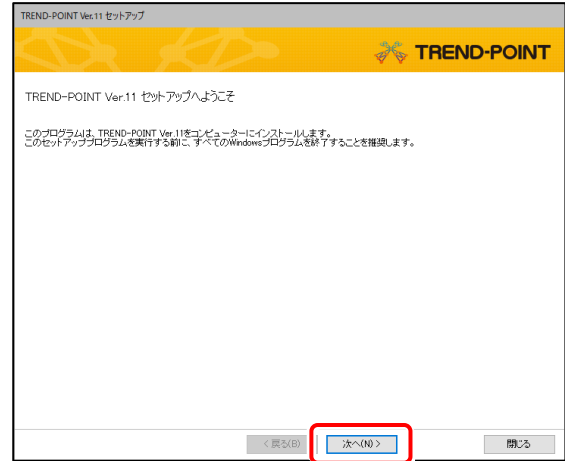 TREND-POINT Ver.11 セットアップ
TREND-POINT
TREND-POINT Ver.11 セットアップへようこそ
このプログラムは、TREND-POINT Ver.11をコンピューターにインストールします。
このセットアッププログラムを実行する前に、すべてのWindowsプログラムを終了することを推奨します。
< 戻る(B) 次へ(N) > 閉じる